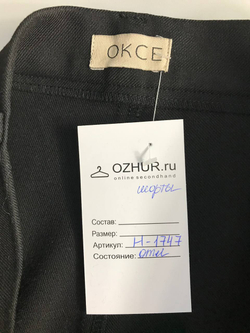 OKCE
OZHUR.ru
online secondhand
шорты
Состав:
Размер:
Артикул: H-1747
Состояние: отл